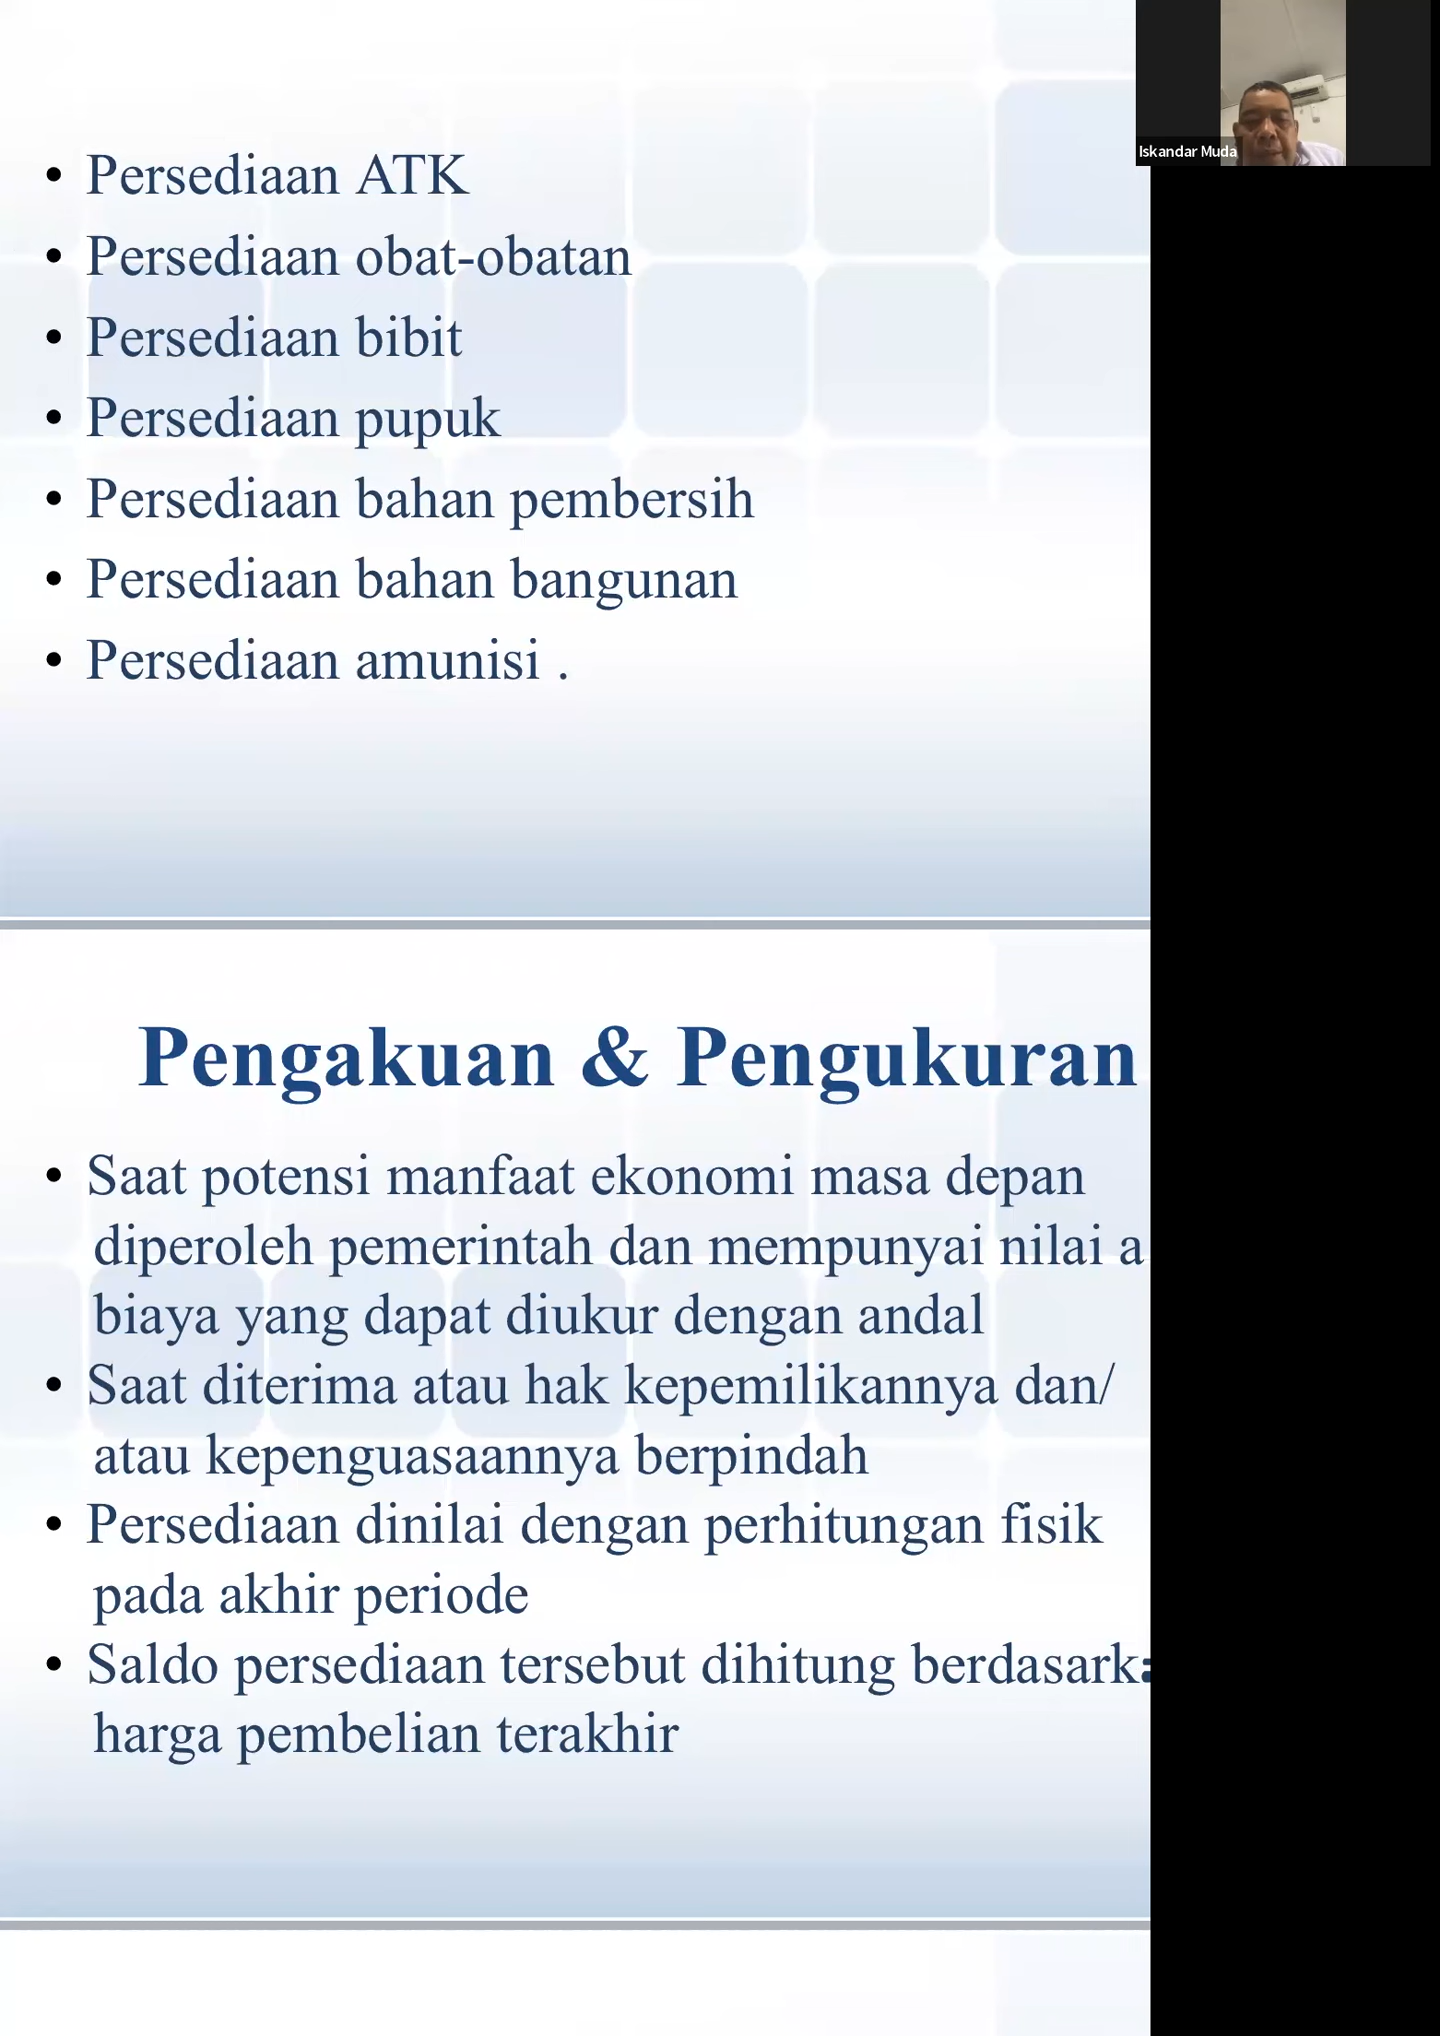 Iskandar Muda
• Persediaan ATK
• Persediaan obat-obatan
• Persediaan bibit
• Persediaan pupuk
• Persediaan bahan pembersih
• Persediaan bahan bangunan
• Persediaan amunisi .
Pengakuan & Pengukuran
• Saat potensi manfaat ekonomi masa depan
diperoleh pemerintah dan mempunyai nilai
biaya yang dapat diukur dengan andal
• Saat diterima atau hak kepemilikannya dan/
atau kepenguasaannya berpindah
• Persediaan dinilai dengan perhitungan fisik
pada akhir periode
• Saldo persediaan tersebut dihitung
harga pembelian terakhir